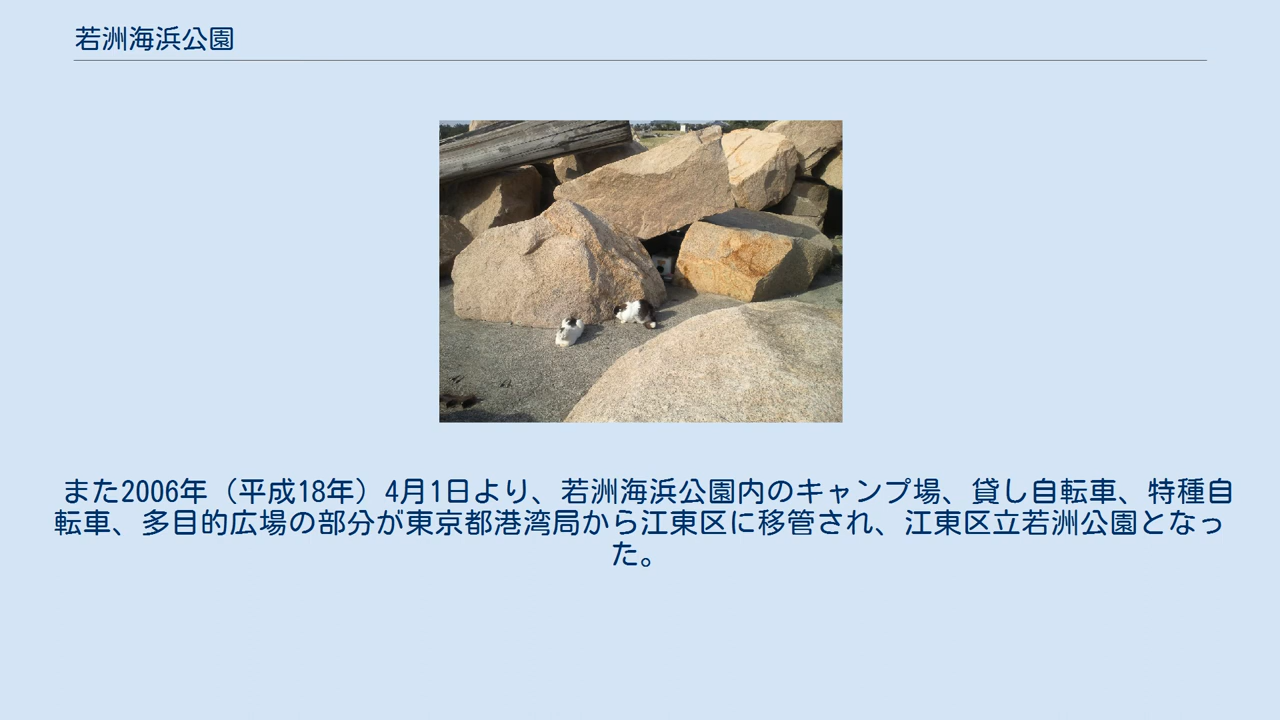 若洲海浜公園
また2006年（平成18年）4月1日より、若洲海浜公園内のキャンプ場、貸し自転車、特種自
転車、多目的広場の部分が東京都港湾局から江東区に移管され、江東区立若洲公園となっ
た。